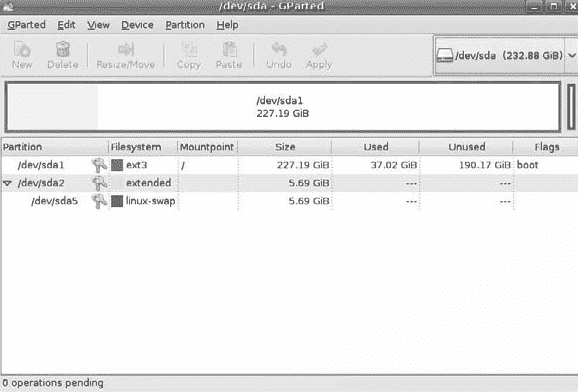 /dev/sda - GParted
GParted Edit View Device Partition Help
New Delete Resize/Move Copy Paste Undo Apply /dev/sda (232.88 GiB)
/dev/sda1
227.19 GiB
Partition Filesystem Mountpoint Size Used Unused Flags
/dev/sda1 ext3 / 227.19 GiB 37.02 GiB 190.17 GiB boot
/dev/sda2 extended 5.69 GiB --- ---
/dev/sda5 linux-swap 5.69 GiB --- ---
0 operations pending